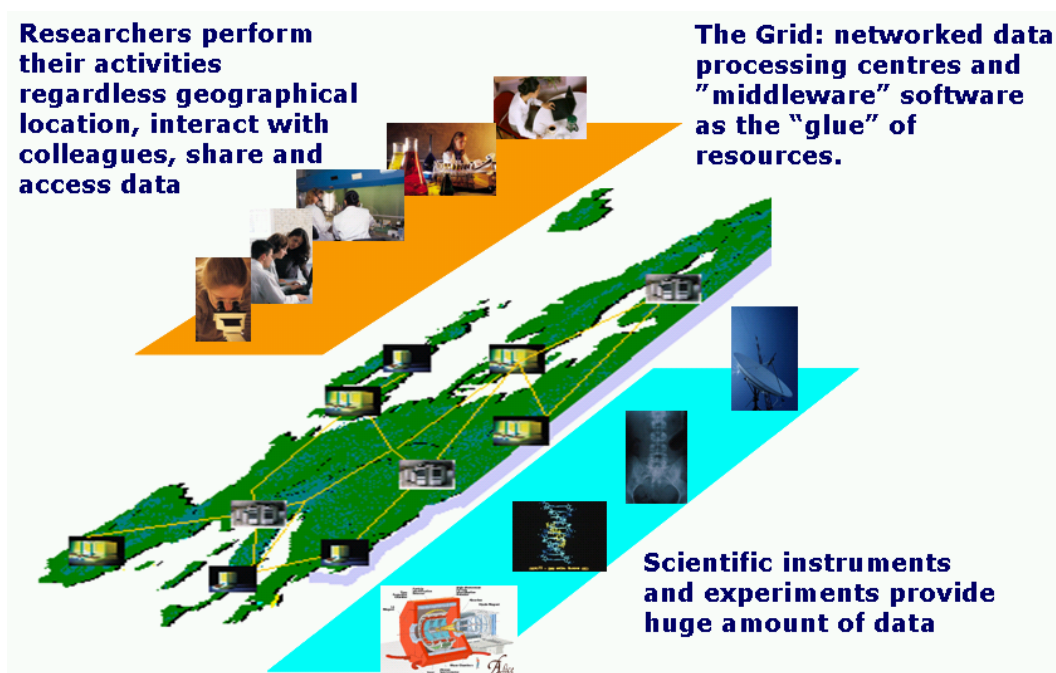 Researchers perform
their activities
regardless geographical
location, interact with
colleagues, share and
access data
The Grid: networked data
processing centres and
”middleware” software
as the “glue” of
resources.
Scientific instruments
and experiments provide
huge amount of data
Alice